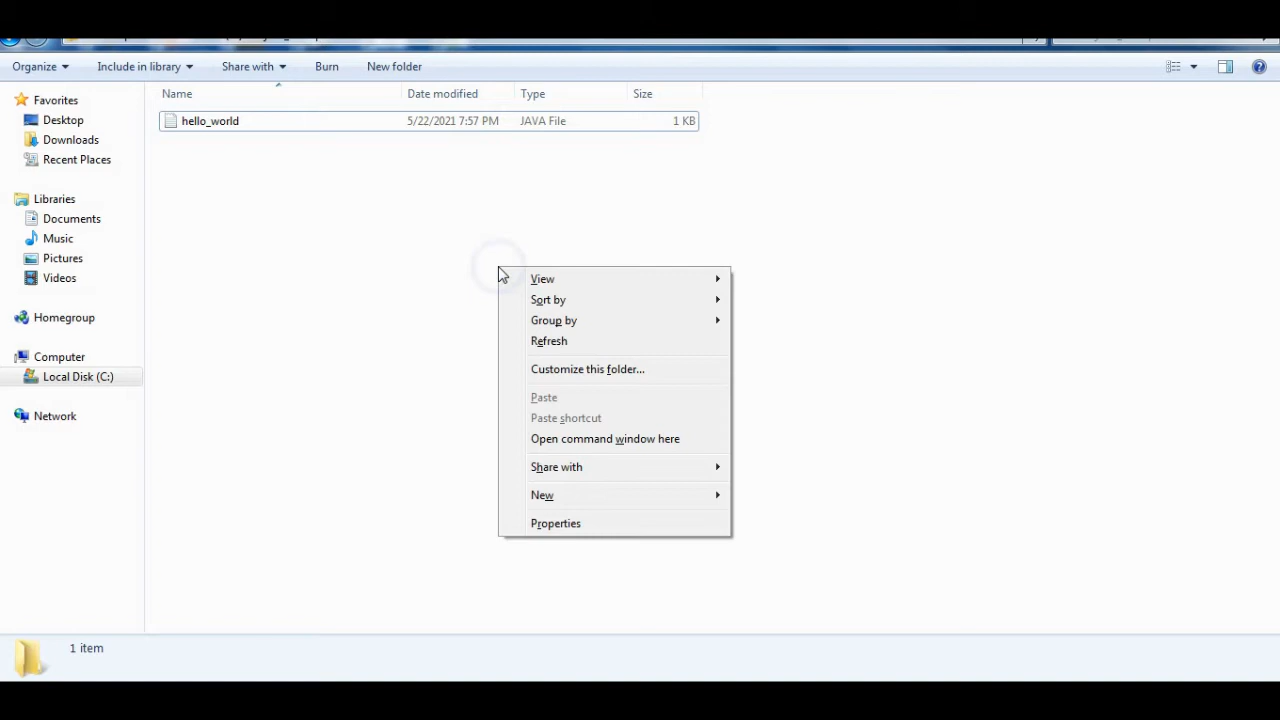 Organize Include in library Share with Burn New folder
Favorites
Desktop
Downloads
Recent Places
Libraries
Documents
Music
Pictures
Videos
Homegroup
Computer
Local Disk (C:)
Network
Name Date modified Type Size
hello_world 5/22/2021 7:57 PM JAVA File 1 KB
View
Sort by
Group by
Refresh
Customize this folder...
Paste
Paste shortcut
Open command window here
Share with
New
Properties
1 item